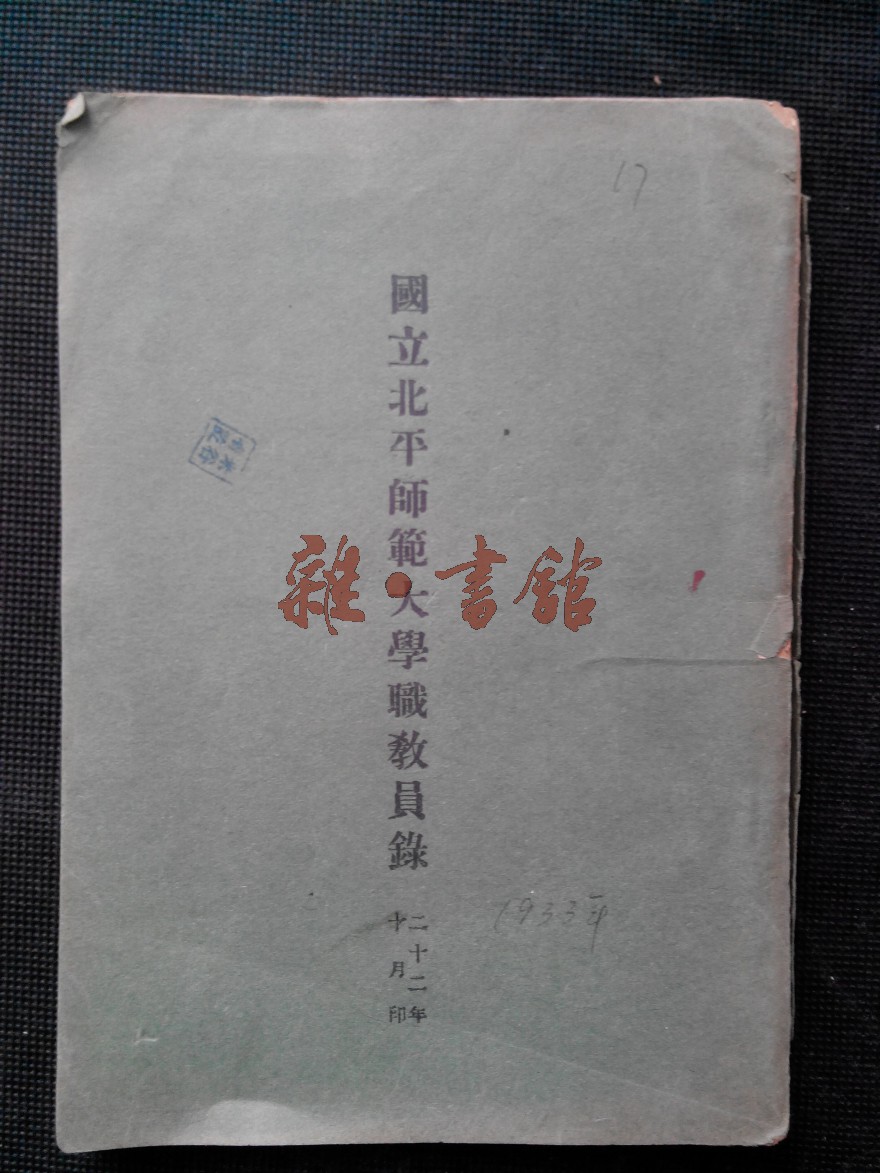 17
國立北平師範大學職教員錄
二十二年
十月印
1933年
雜·書館